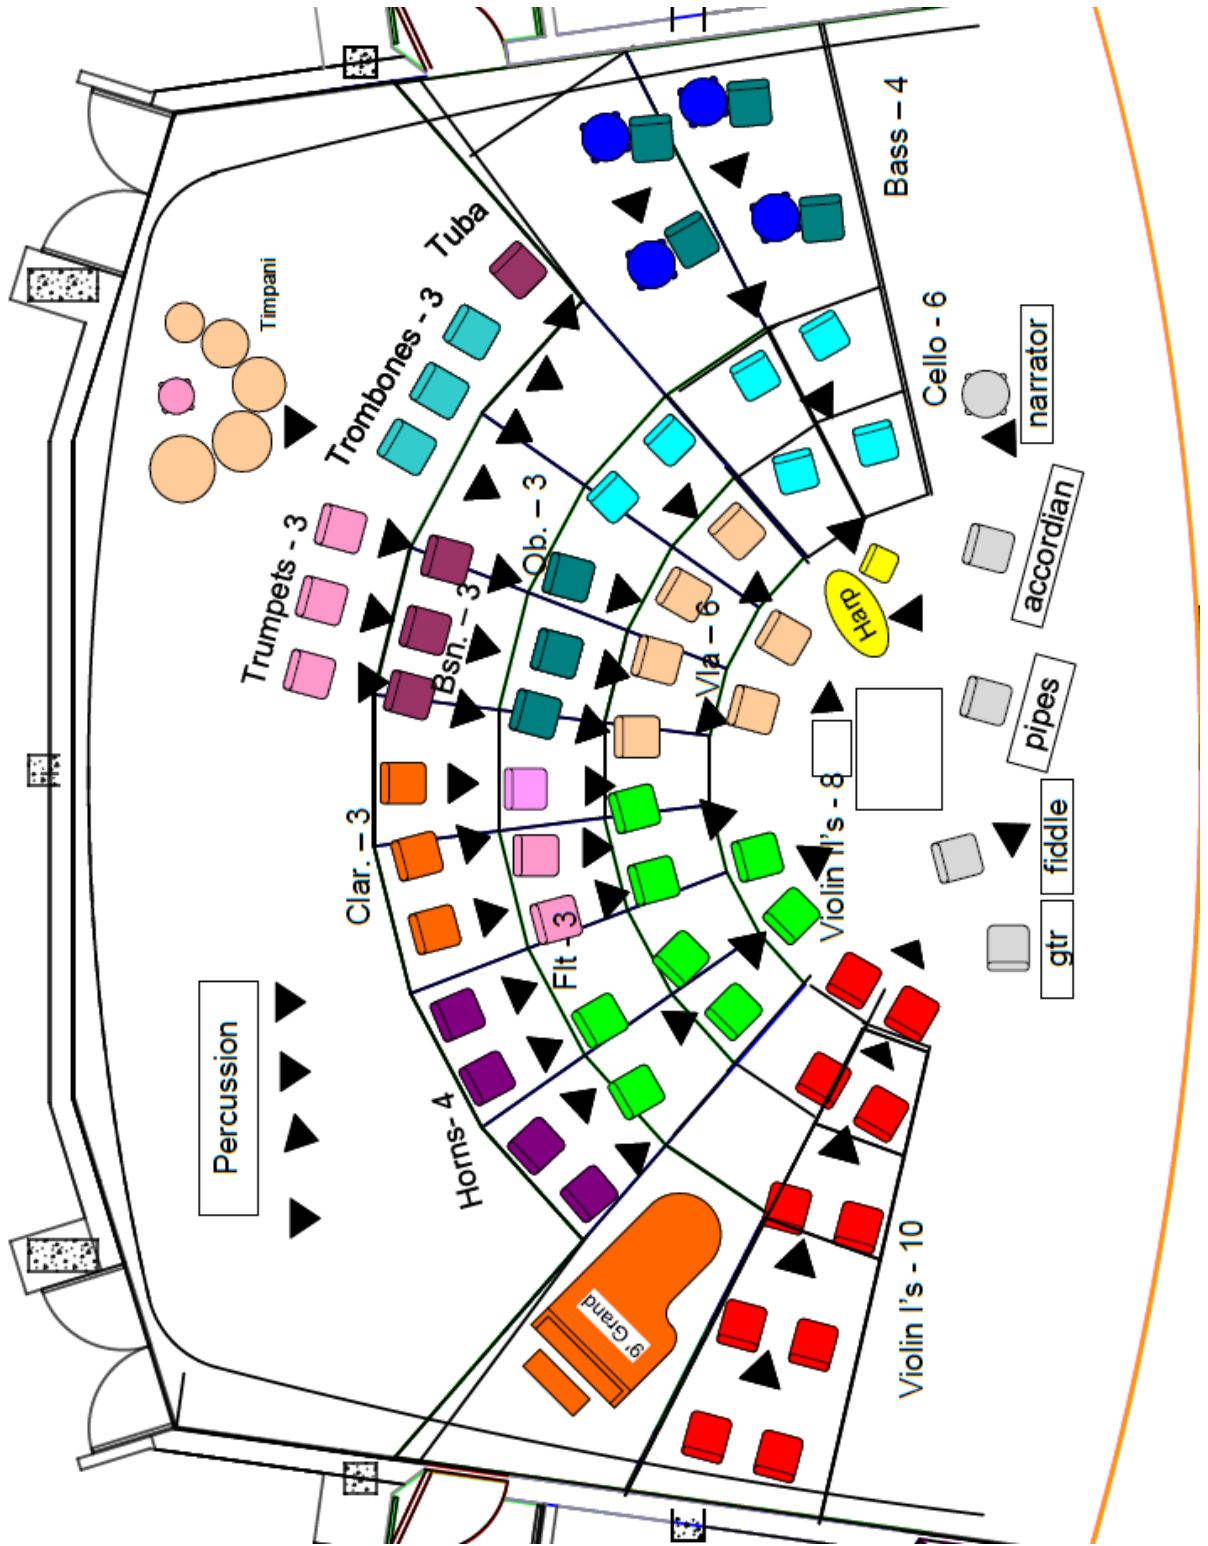 Timpani
Tuba
Trombones - 3
Trumpets - 3
Bass – 4
Cello - 6
narrator
accordian
Harp
Ob. – 3
Bsn. – 3
Vla – 6
pipes
Clar. – 3
Flt - 3
Violin II's - 8
fiddle
gtr
Percussion
Horns- 4
9' Grand
Violin I's - 10